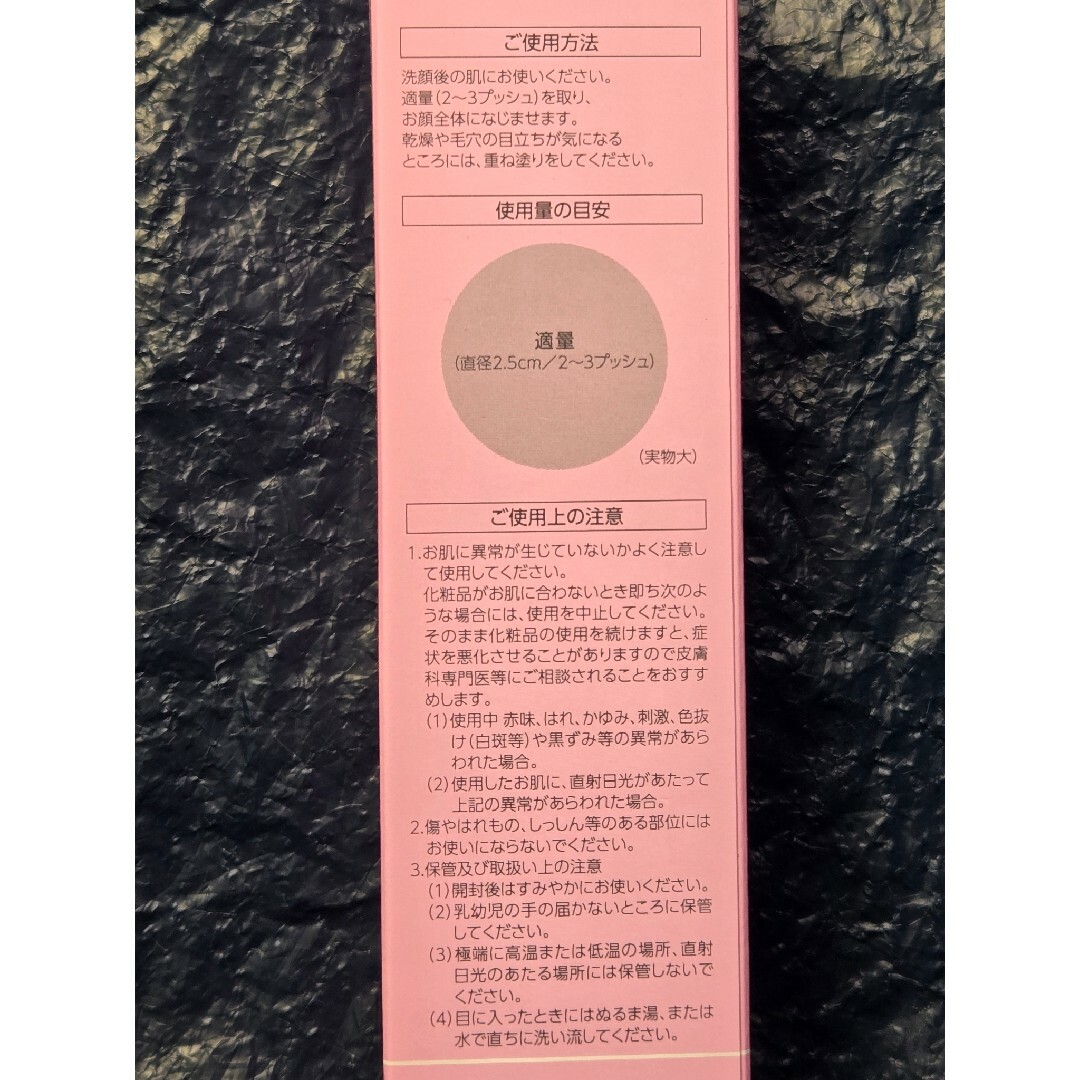 ご使用方法
洗顔後の肌にお使いください。
適量(2〜3プッシュ)を取り、
お顔全体になじませます。
乾燥や毛穴の目立ちが気になる
ところには、重ね塗りをしてください。
使用量の目安
適量
(直径2.5cm/2〜3プッシュ)
(実物大)
ご使用上の注意
1.お肌に異常が生じていないかよく注意し
て使用してください。
化粧品がお肌に合わないとき即ち次のよ
うな場合には、使用を中止してください。
そのまま化粧品の使用を続けますと、症
状を悪化させることがありますので皮膚
科専門医等にご相談されることをおすす
めします。
(1)使用中 赤味、はれ、かゆみ、刺激、色抜
け(白斑等)や黒ずみ等の異常があら
われた場合。
(2)使用したお肌に、直射日光があたって
上記の異常があらわれた場合。
2.傷やはれもの、しっしん等のある部位には
お使いにならないでください。
3.保管及び取扱い上の注意
(1)開封後はすみやかにお使いください。
(2)乳幼児の手の届かないところに保管
してください。
(3)極端に高温または低温の場所、直射
日光のあたる場所には保管しないで
ください。
(4)目に入ったときにはぬるま湯、または
水で直ちに洗い流してください。